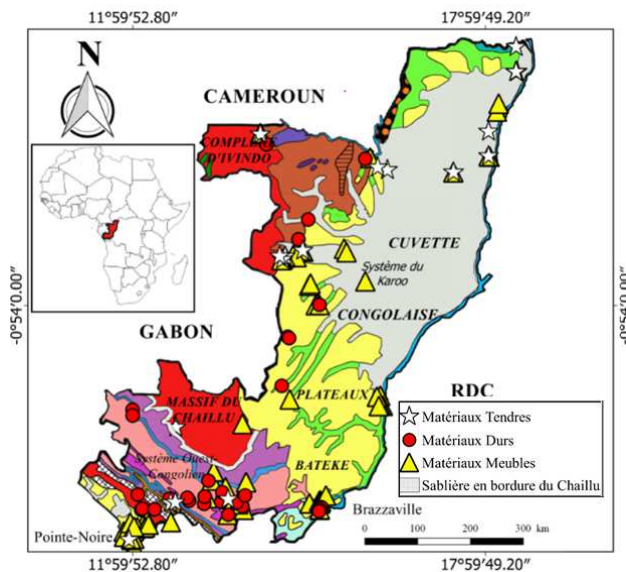 11°59′52.80
17°59′49.20″
N
CAMEROUN
COMPLEXE
D'IVINDO
CUVETTE
Système du
Karoo
-0°54′0.00″
-0°54′0.00″
CONGOLAISE
GABON
MASSIF DU
CHAILLU
PLATEAUX
RDC
Matériaux Tendres
Matériaux Durs
Matériaux Meubles
Sablière en bordure du Chaillu
Système Ouest-
Congolien
BATEKE
Pointe-Noire
Brazzaville
0 100 200 300 km
11°59′52.80
17°59′49.20″